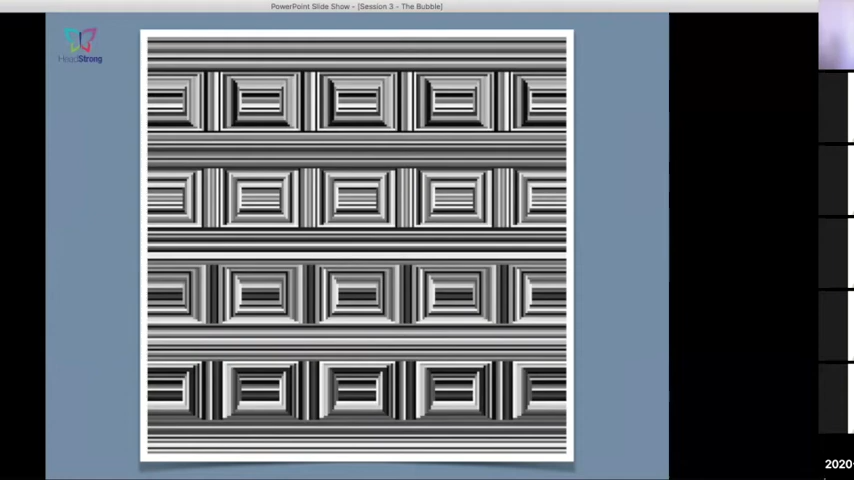 PowerPoint Slide Show - [Session 3 - The Bubble]
HeadStrong
2020-